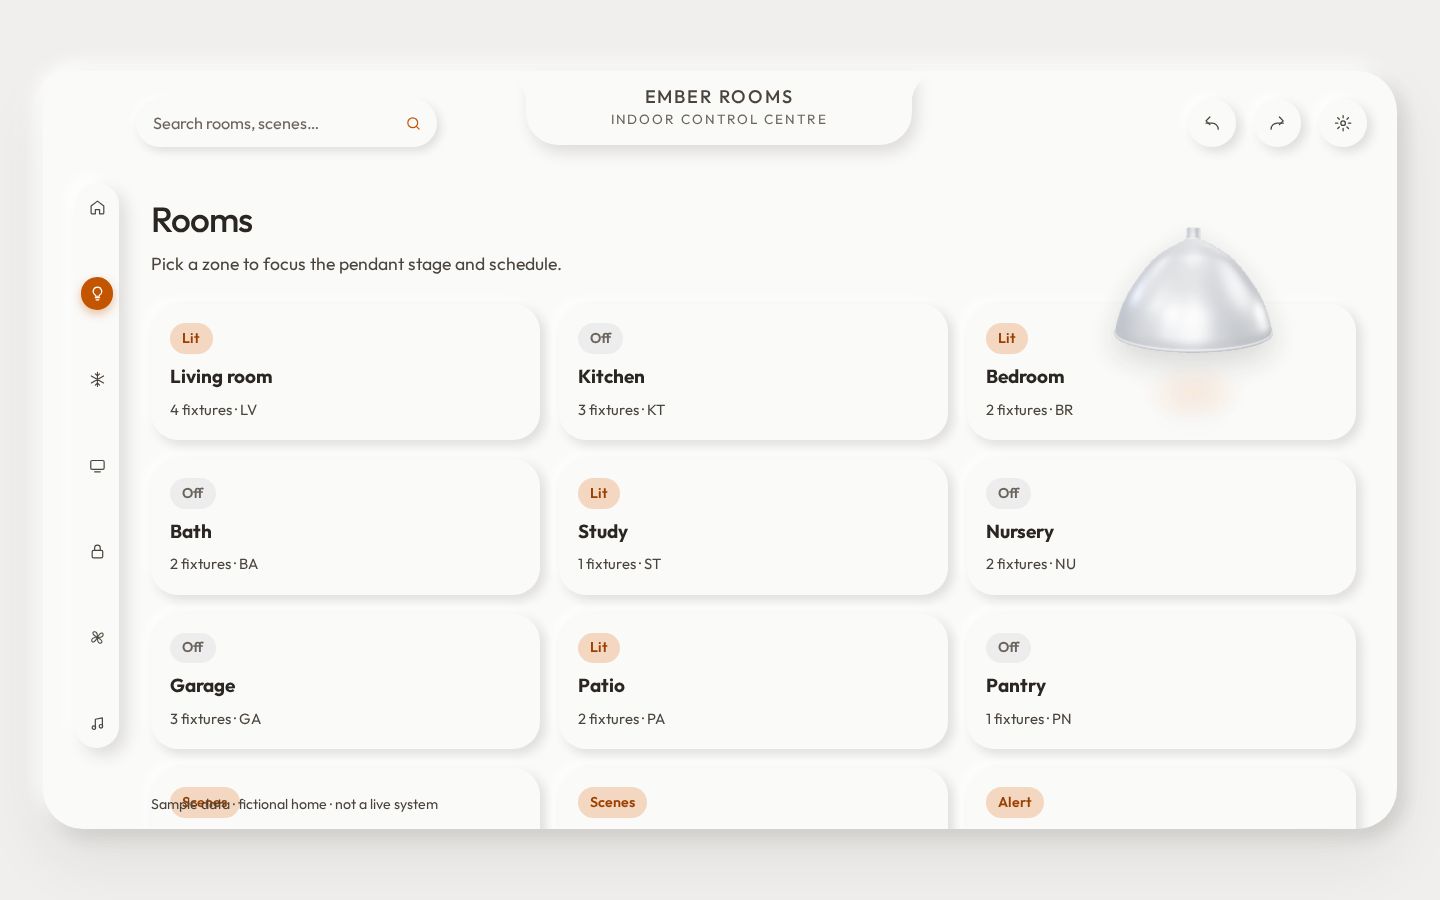 EMBER ROOMS
INDOOR CONTROL CENTRE
Search rooms, scenes...
Rooms
Pick a zone to focus the pendant stage and schedule.
Lit
Living room
4 fixtures · LV
Off
Kitchen
3 fixtures · KT
Lit
Bedroom
2 fixtures · BR
Off
Bath
2 fixtures · BA
Lit
Study
1 fixtures · ST
Off
Nursery
2 fixtures · NU
Off
Garage
3 fixtures · GA
Lit
Patio
2 fixtures · PA
Off
Pantry
1 fixtures · PN
Scenes
Sample data · fictional home · not a live system
Scenes
Alert